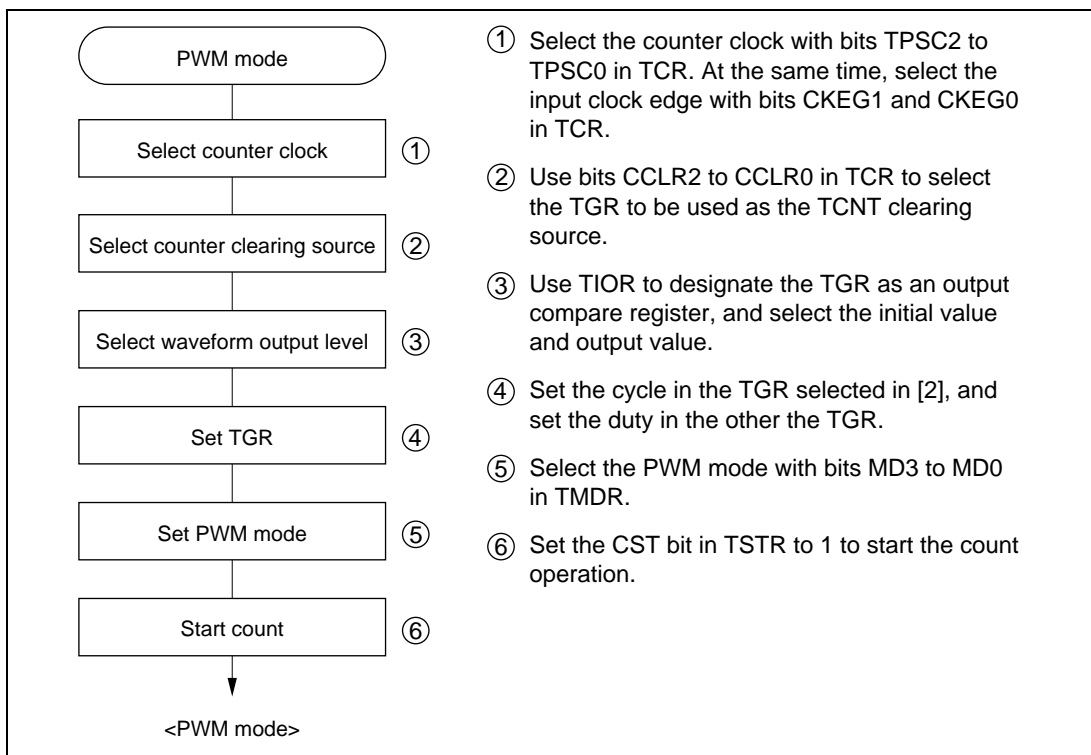 PWM mode
Select counter clock ①
Select counter clearing source ②
Select waveform output level ③
Set TGR ④
Set PWM mode ⑤
Start count ⑥
<PWM mode>
① Select the counter clock with bits TPSC2 to
TPSC0 in TCR. At the same time, select the
input clock edge with bits CKEG1 and CKEG0
in TCR.
② Use bits CCLR2 to CCLR0 in TCR to select
the TGR to be used as the TCNT clearing
source.
③ Use TIOR to designate the TGR as an output
compare register, and select the initial value
and output value.
④ Set the cycle in the TGR selected in [2], and
set the duty in the other the TGR.
⑤ Select the PWM mode with bits MD3 to MD0
in TMDR.
⑥ Set the CST bit in TSTR to 1 to start the count
operation.